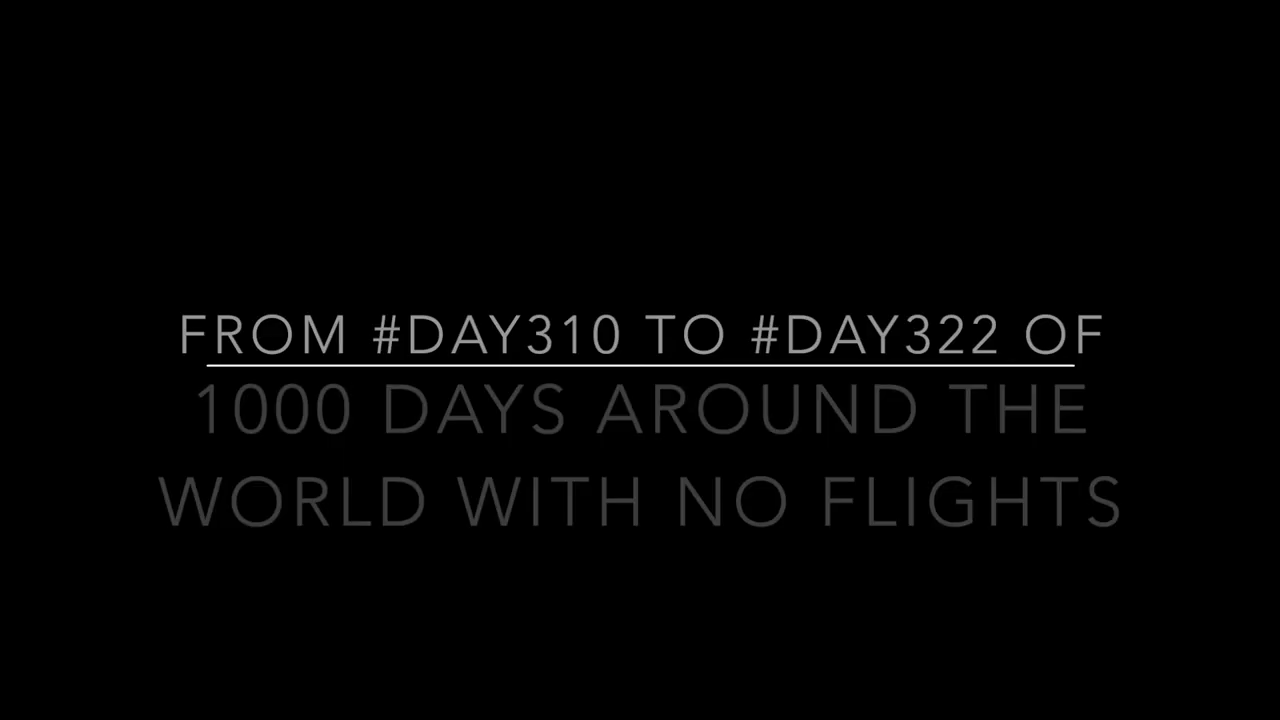 FROM #DAY310 TO #DAY322 OF
1000 DAYS AROUND THE
WORLD WITH NO FLIGHTS